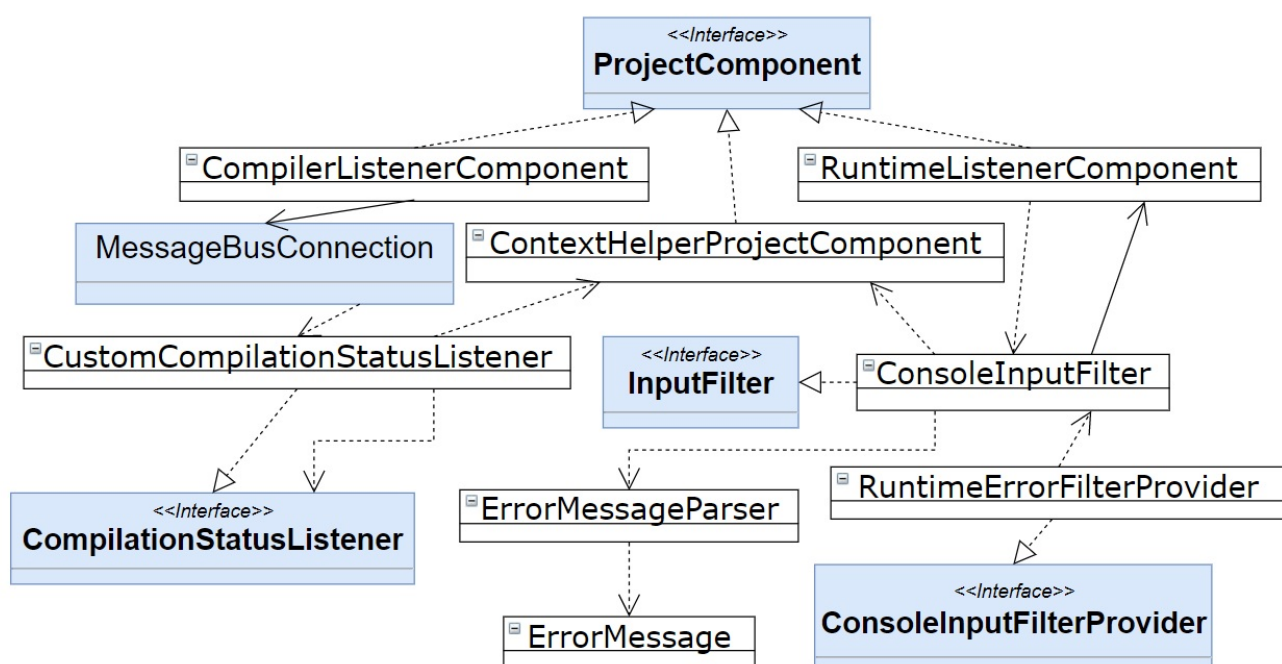 <<Interface>>
ProjectComponent
CompilerListenerComponent
RuntimeListenerComponent
MessageBusConnection
ContextHelperProjectComponent
CustomCompilationStatusListener
<<Interface>>
InputFilter
ConsoleInputFilter
<<Interface>>
CompilationStatusListener
ErrorMessageParser
RuntimeErrorFilterProvider
<<Interface>>
ConsoleInputFilterProvider
ErrorMessage